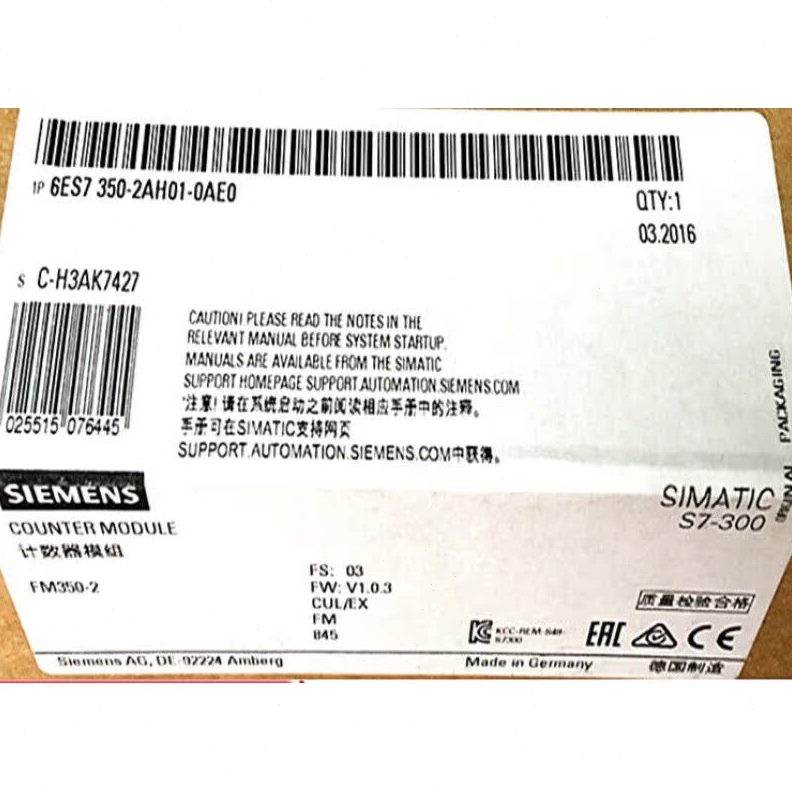 1P 6ES7 350-2AH01-0AE0
QTY:1
03.2016
S C-H3AK7427
CAUTION! PLEASE READ THE NOTES IN THE
RELEVANT MANUAL BEFORE SYSTEM STARTUP.
MANUALS ARE AVAILABLE FROM THE SIMATIC
SUPPORT HOMEPAGE SUPPORT.AUTOMATION.SIEMENS.COM
"注意!请在系统启动之前阅读相应手册中的注释。
手册可在SIMATIC支持网页
SUPPORT.AUTOMATION.SIEMENS.COM中获得。
025515 076445
PACKAGING
SIEMENS
SIMATIC
S7-300
COUNTER MODULE
计数器模组
FM350-2
FS: 03
FW: V1.0.3
CUL/EX
FM
845
质量检验合格
KCC-REM-S49-
S7300
EAC
CE
Siemens AG, DE-92224 Amberg
Made in Germany
德国制造